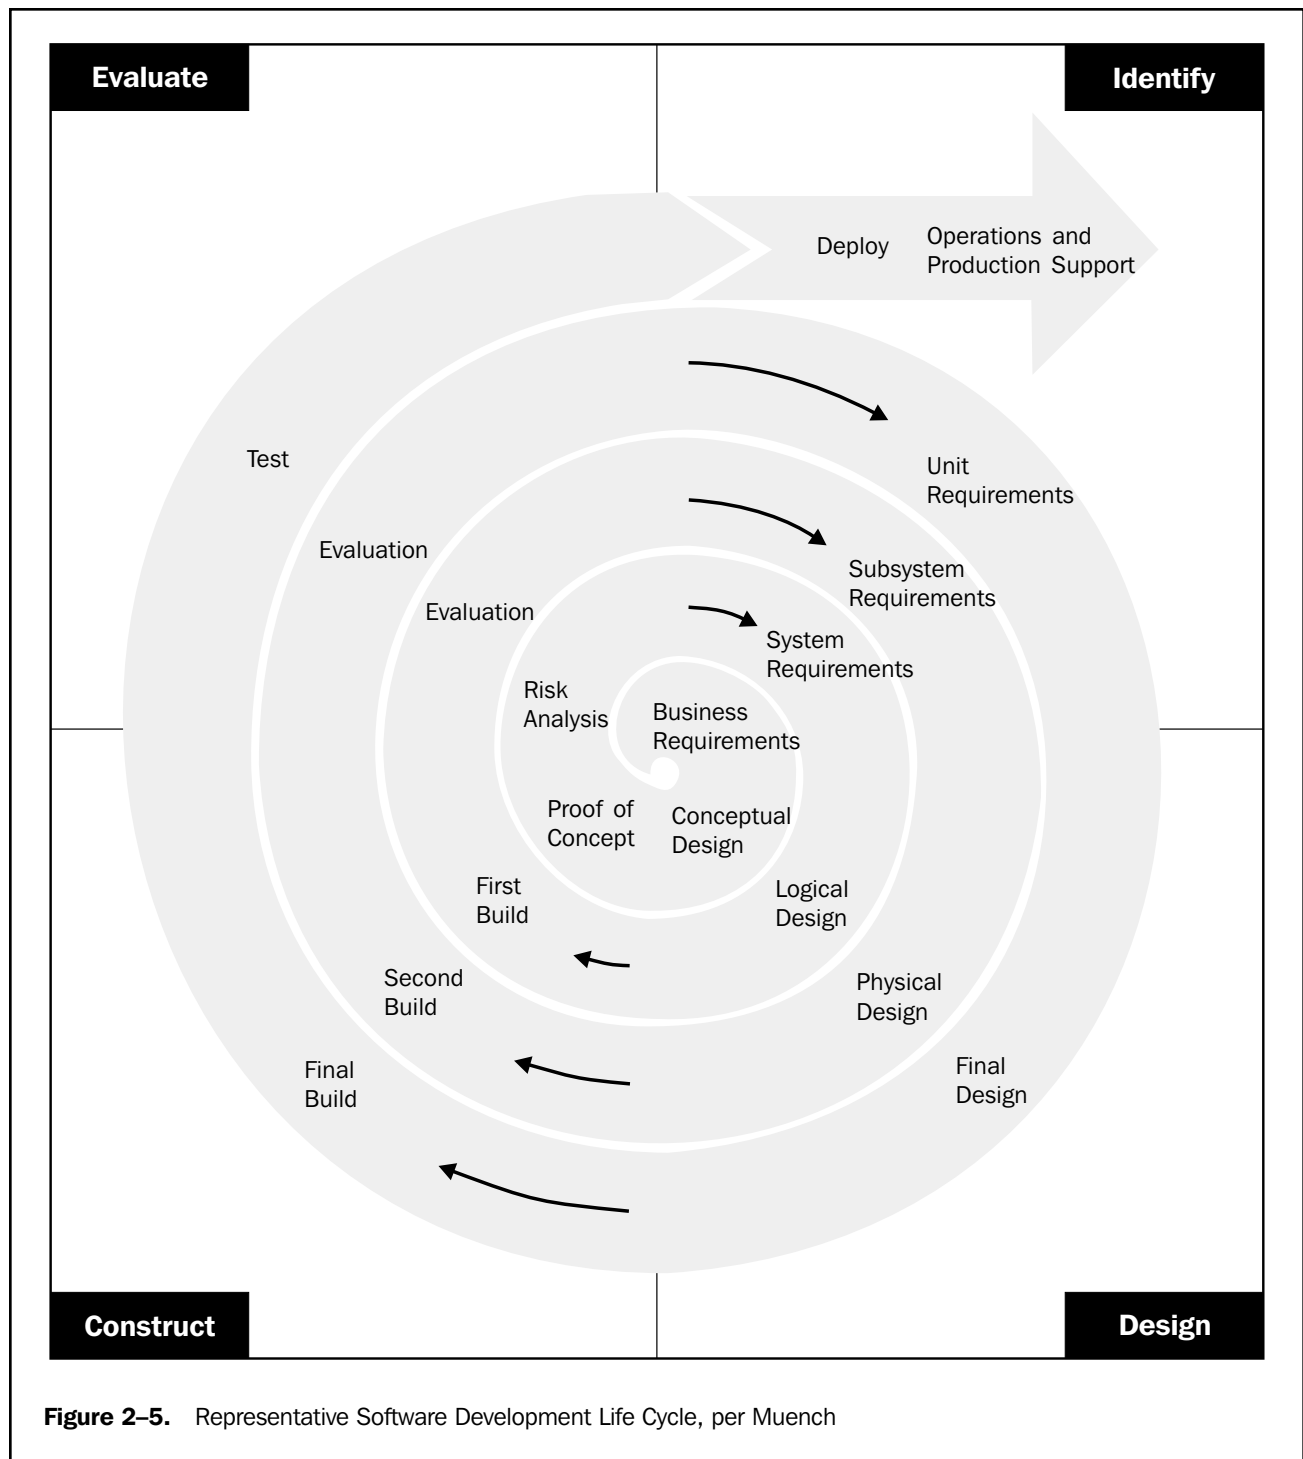 Evaluate
Identify
Deploy
Operations and
Production Support
Test
Unit
Requirements
Evaluation
Subsystem
Requirements
Evaluation
System
Requirements
Risk
Analysis
Business
Requirements
Proof of
Concept
Conceptual
Design
First
Build
Logical
Design
Second
Build
Physical
Design
Final
Build
Final
Design
Construct
Design
Figure 2–5. Representative Software Development Life Cycle, per Muench